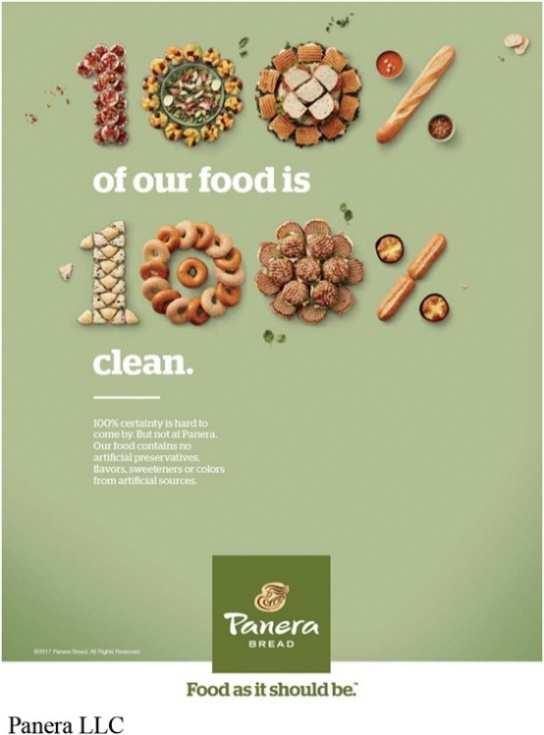 100%
of our food is
100%
clean.
100% certainty is hard to
come by. But not at Panera.
Our food contains no
artificial preservatives,
flavors, sweeteners or colors
from artificial sources.
Panera
BREAD
©2017 Panera Bread. All Rights Reserved.
Food as it should be.™
Panera LLC